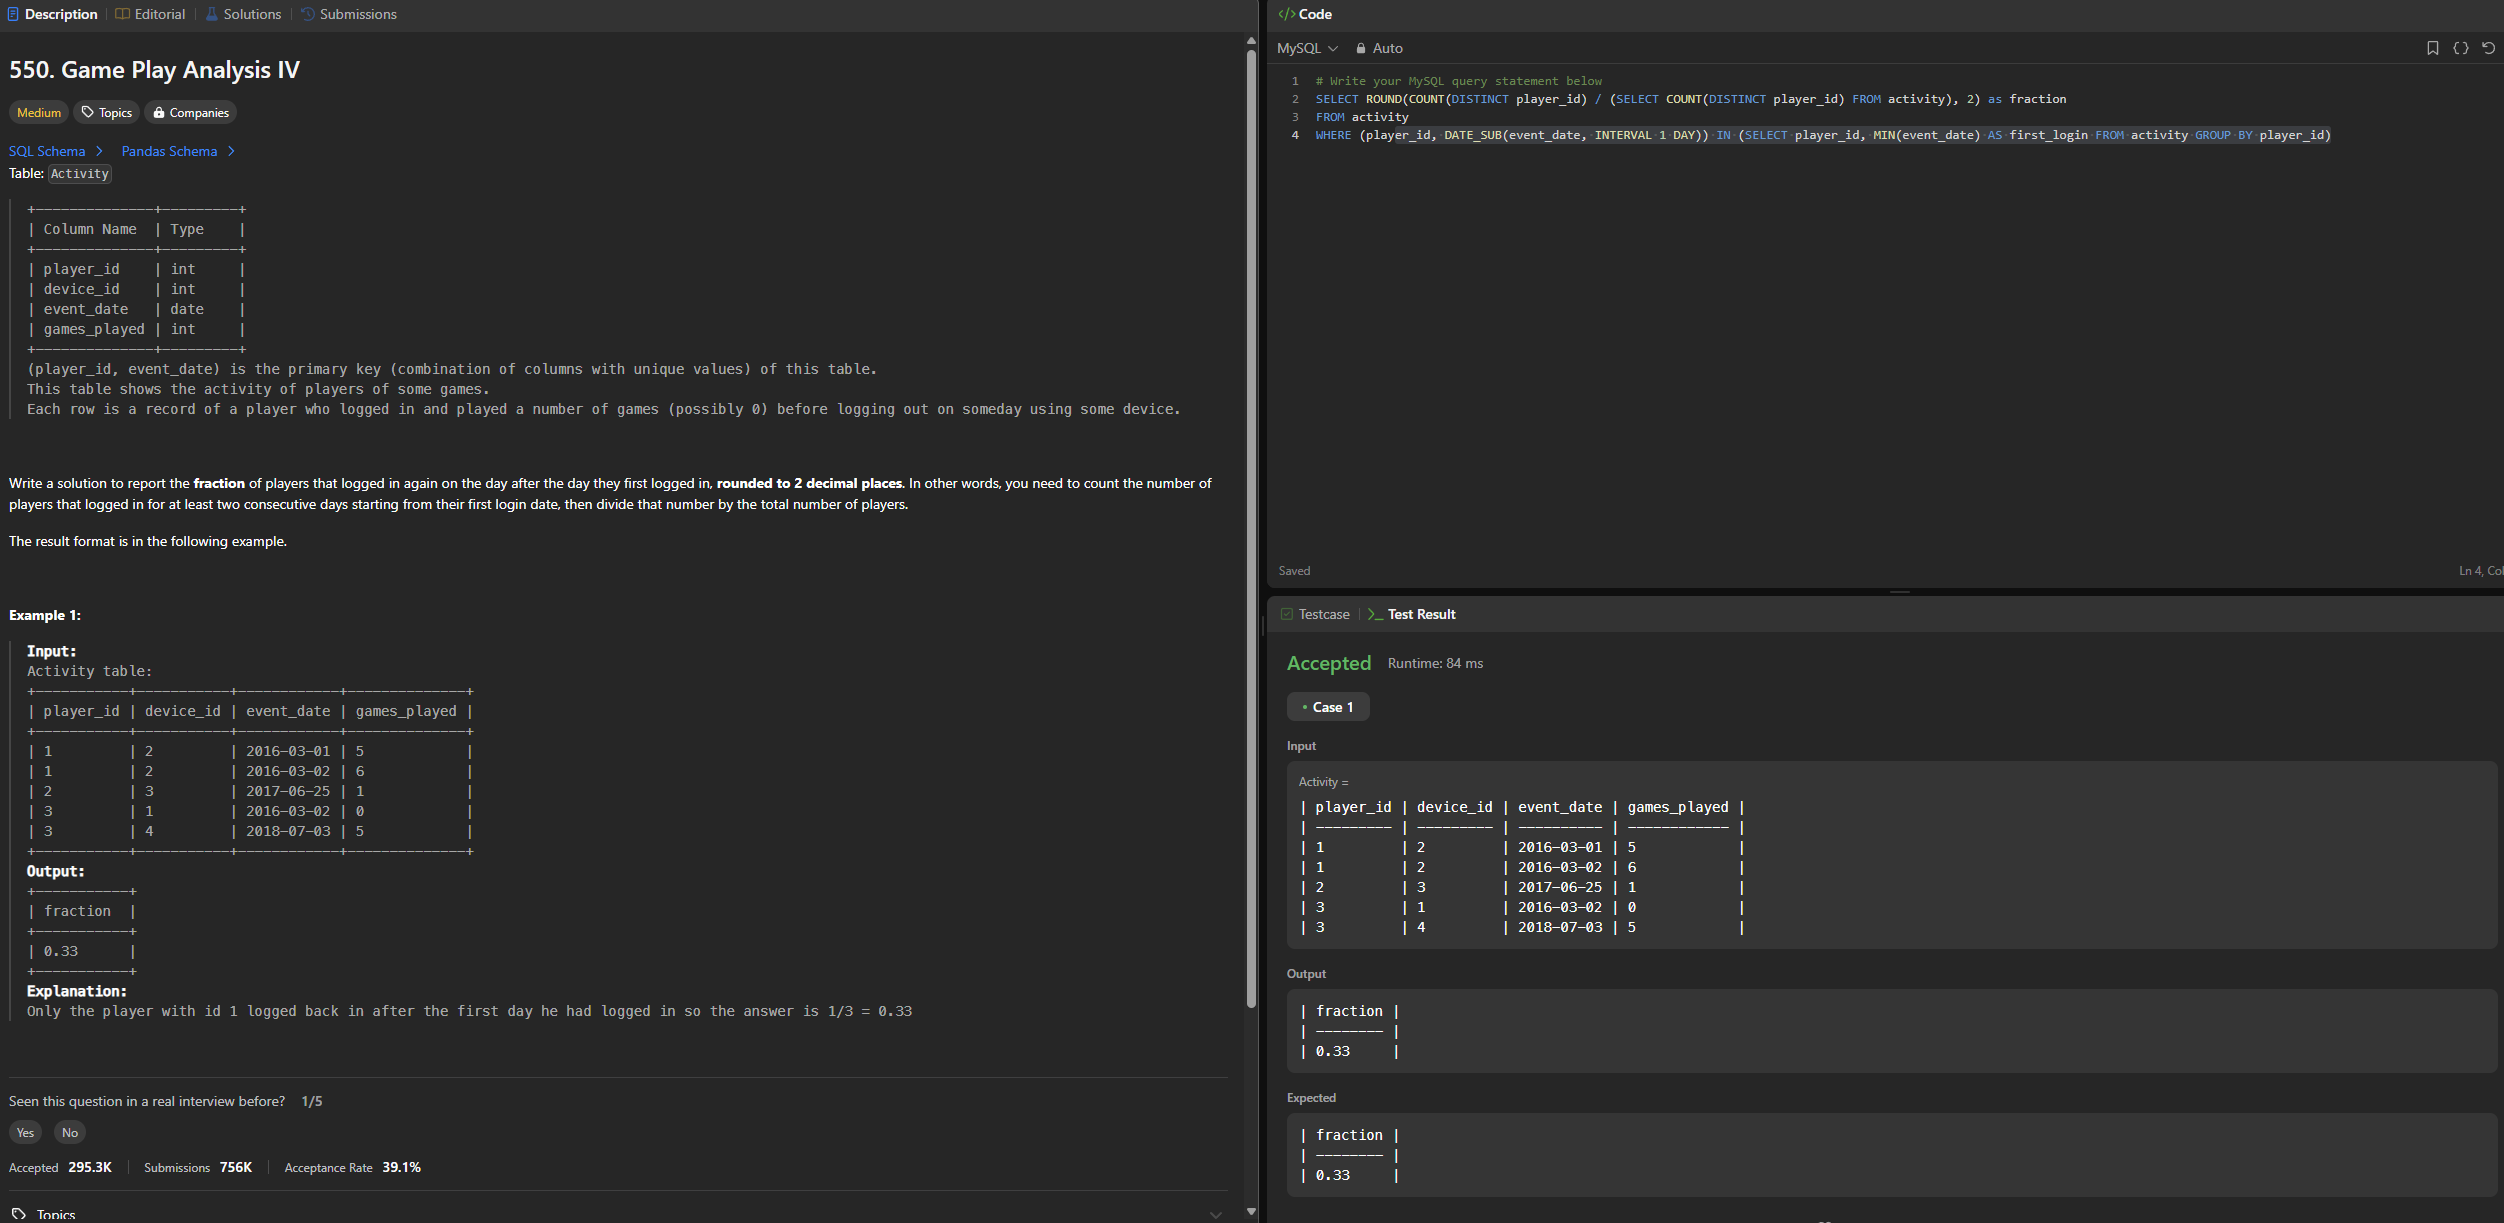 Description | Editorial | Solutions | Submissions
550. Game Play Analysis IV
Medium Topics Companies
SQL Schema > Pandas Schema >
Table: Activity
+--------------+---------+
| Column Name  | Type    |
+--------------+---------+
| player_id    | int     |
| device_id    | int     |
| event_date   | date    |
| games_played | int     |
+--------------+---------+
(player_id, event_date) is the primary key (combination of columns with unique values) of this table.
This table shows the activity of players of some games.
Each row is a record of a player who logged in and played a number of games (possibly 0) before logging out on someday using some device.
Write a solution to report the fraction of players that logged in again on the day after the day they first logged in, rounded to 2 decimal places. In other words, you need to count the number of
players that logged in for at least two consecutive days starting from their first login date, then divide that number by the total number of players.
The result format is in the following example.
Example 1:
Input:
Activity table:
+-----------+-----------+------------+--------------+
| player_id | device_id | event_date | games_played |
+-----------+-----------+------------+--------------+
| 1         | 2         | 2016-03-01 | 5            |
| 1         | 2         | 2016-03-02 | 6            |
| 2         | 3         | 2017-06-25 | 1            |
| 3         | 1         | 2016-03-02 | 0            |
| 3         | 4         | 2018-07-03 | 5            |
+-----------+-----------+------------+--------------+
Output:
+-----------+
| fraction  |
+-----------+
| 0.33      |
+-----------+
Explanation:
Only the player with id 1 logged back in after the first day he had logged in so the answer is 1/3 = 0.33
Seen this question in a real interview before? 1/5
Yes No
Accepted 295.3K | Submissions 756K | Acceptance Rate 39.1%
Topics
</> Code
MySQL Auto
1 # Write your MySQL query statement below
2 SELECT ROUND(COUNT(DISTINCT player_id) / (SELECT COUNT(DISTINCT player_id) FROM activity), 2) as fraction
3 FROM activity
4 WHERE (player_id, DATE_SUB(event_date, INTERVAL 1 DAY)) IN (SELECT player_id, MIN(event_date) AS first_login FROM activity GROUP BY player_id)
Saved
Ln 4, Col
Testcase | >_ Test Result
Accepted Runtime: 84 ms
• Case 1
Input
Activity =
| player_id | device_id | event_date | games_played |
| --------- | --------- | ---------- | ------------ |
| 1         | 2         | 2016-03-01 | 5            |
| 1         | 2         | 2016-03-02 | 6            |
| 2         | 3         | 2017-06-25 | 1            |
| 3         | 1         | 2016-03-02 | 0            |
| 3         | 4         | 2018-07-03 | 5            |
Output
| fraction |
| -------- |
| 0.33     |
Expected
| fraction |
| -------- |
| 0.33     |